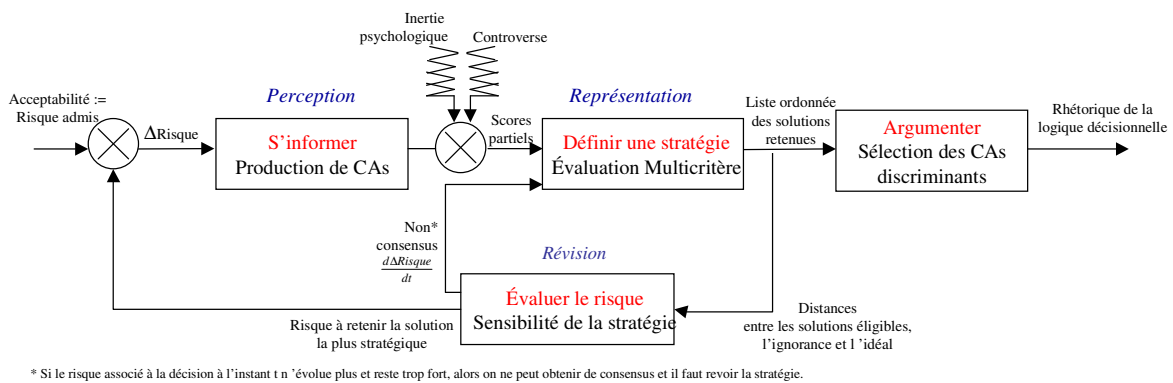 Inertie
psychologique
Controverse
Acceptabilité :=
Risque admis
ΔRisque
Perception
S'informer
Production de CAs
Scores
partiels
Représentation
Définir une stratégie
Évaluation Multicritère
Liste ordonnée
des solutions
retenues
Argumenter
Sélection des CAs
discriminants
Rhétorique de la
logique décisionnelle
Non*
consensus
dΔRisque
dt
Révision
Évaluer le risque
Sensibilité de la stratégie
Risque à retenir la solution
la plus stratégique
Distances
entre les solutions éligibles,
l'ignorance et l 'idéal
* Si le risque associé à la décision à l'instant t n 'évolue plus et reste trop fort, alors on ne peut obtenir de consensus et il faut revoir la stratégie.